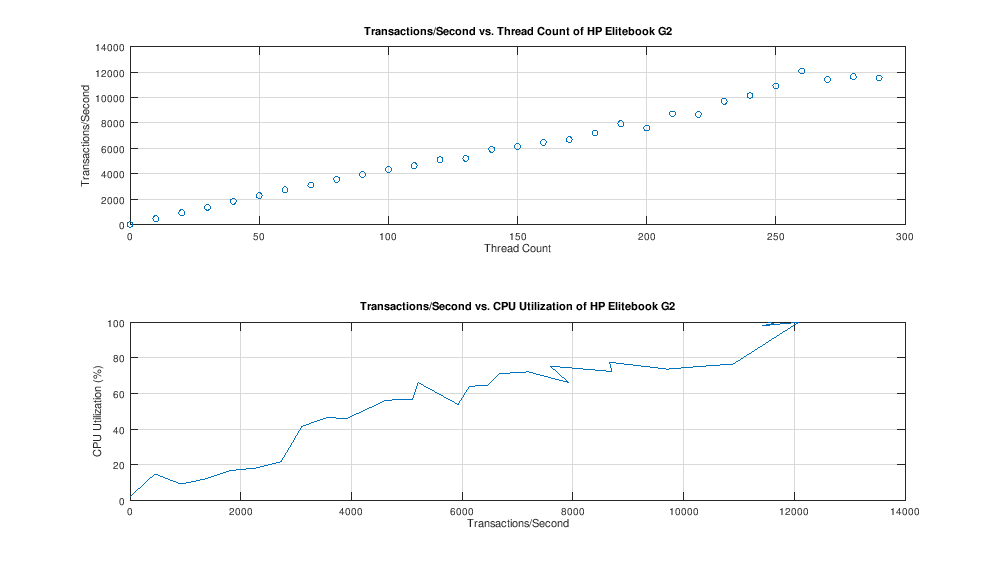 Transactions/Second vs. Thread Count of HP Elitebook G2
14000
12000
10000
8000
6000
4000
2000
0
Transactions/Second
0 50 100 150 200 250 300
Thread Count
Transactions/Second vs. CPU Utilization of HP Elitebook G2
100
80
60
40
20
0
CPU Utilization (%)
0 2000 4000 6000 8000 10000 12000 14000
Transactions/Second